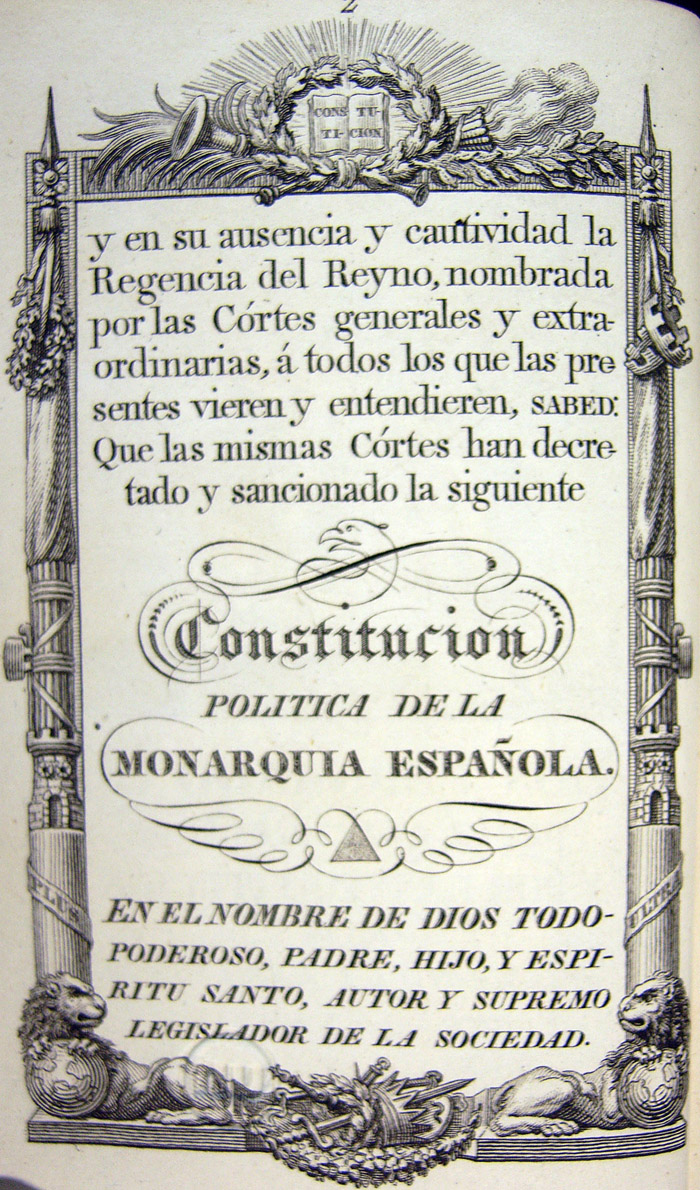 2
CONS TU-
TI- CION
y en su ausencia y cautividad la
Regencia del Reyno, nombrada
por las Córtes generales y extra-
ordinarias, á todos los que las pre-
sentes vieren y entendieren, SABED:
Que las mismas Córtes han decre-
tado y sancionado la siguiente
Constitucion
POLITICA DE LA
MONARQUIA ESPAÑOLA.
PLUS
ULTRA
EN EL NOMBRE DE DIOS TODO-
PODEROSO, PADRE, HIJO, Y ESPI-
RITU SANTO, AUTOR Y SUPREMO
LEGISLADOR DE LA SOCIEDAD.